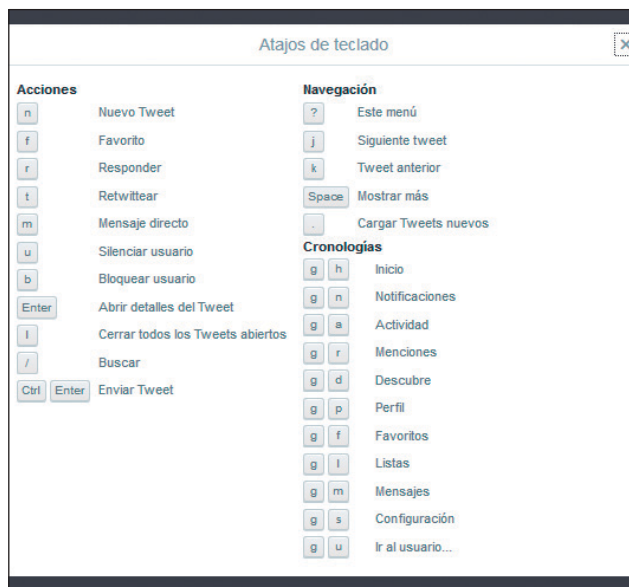 Atajos de teclado
Acciones
n Nuevo Tweet
f Favorito
r Responder
t Retwittear
m Mensaje directo
u Silenciar usuario
b Bloquear usuario
Enter Abrir detalles del Tweet
l Cerrar todos los Tweets abiertos
/ Buscar
Ctrl Enter Enviar Tweet
Navegación
? Este menú
j Siguiente tweet
k Tweet anterior
Space Mostrar más
. Cargar Tweets nuevos
Cronologías
g h Inicio
g n Notificaciones
g a Actividad
g r Menciones
g d Descubre
g p Perfil
g f Favoritos
g l Listas
g m Mensajes
g s Configuración
g u Ir al usuario...